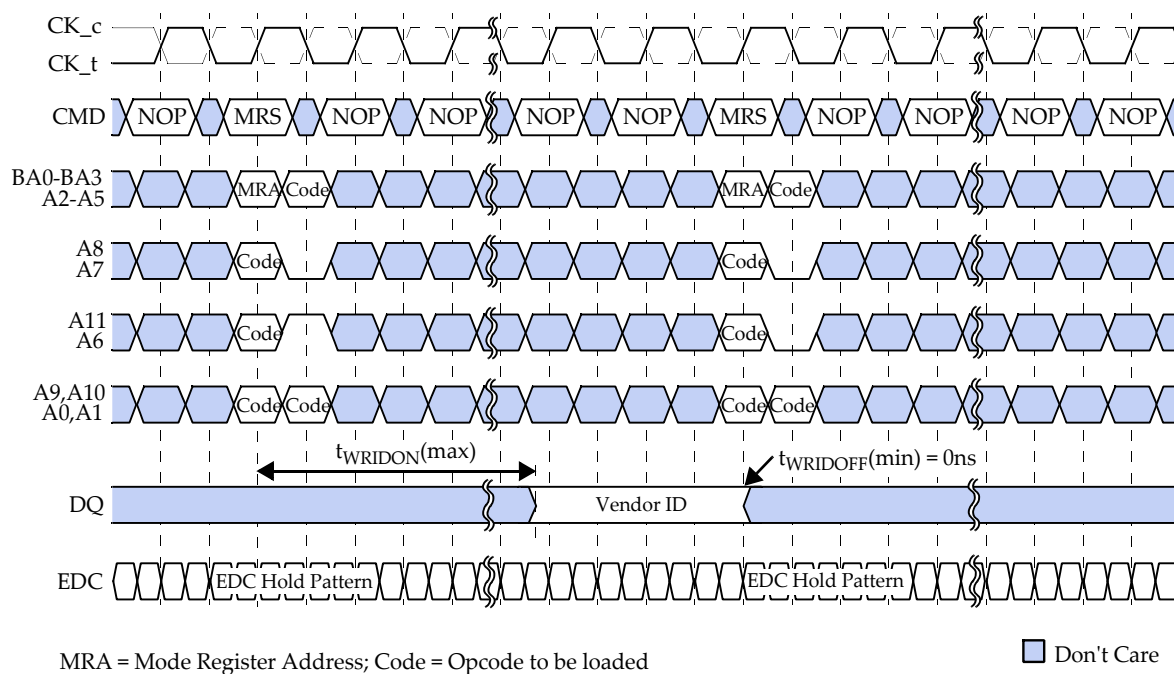 CK_c
CK_t
CMD NOP MRS NOP NOP NOP NOP MRS NOP NOP NOP NOP
BA0-BA3
A2-A5
MRA Code MRA Code
A8
A7
Code Code
A11
A6
Code Code
A9,A10
A0,A1
Code Code Code Code
tWRIDON(max)
tWRIDOFF(min) = 0ns
DQ Vendor ID
EDC EDC Hold Pattern EDC Hold Pattern
MRA = Mode Register Address; Code = Opcode to be loaded
Don't Care